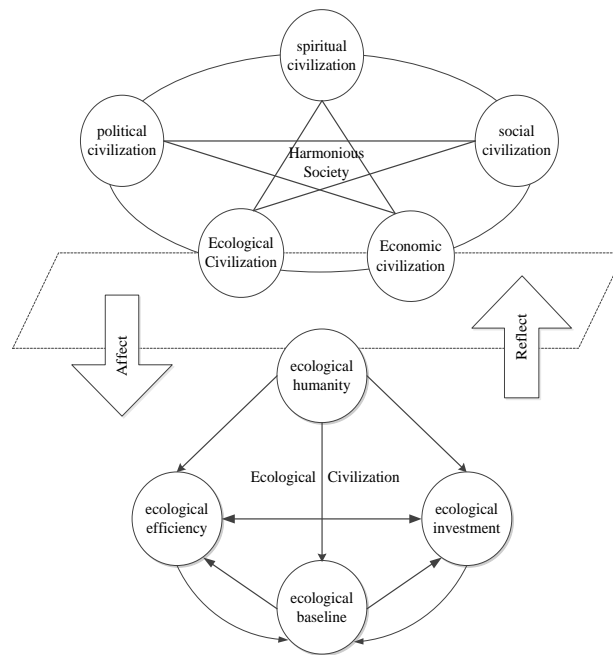 spiritual
civilization
political
civilization
social
civilization
Harmonious
Society
Ecological
Civilization
Economic
civilization
Affect
Reflect
ecological
humanity
Ecological Civilization
ecological
efficiency
ecological
investment
ecological
baseline